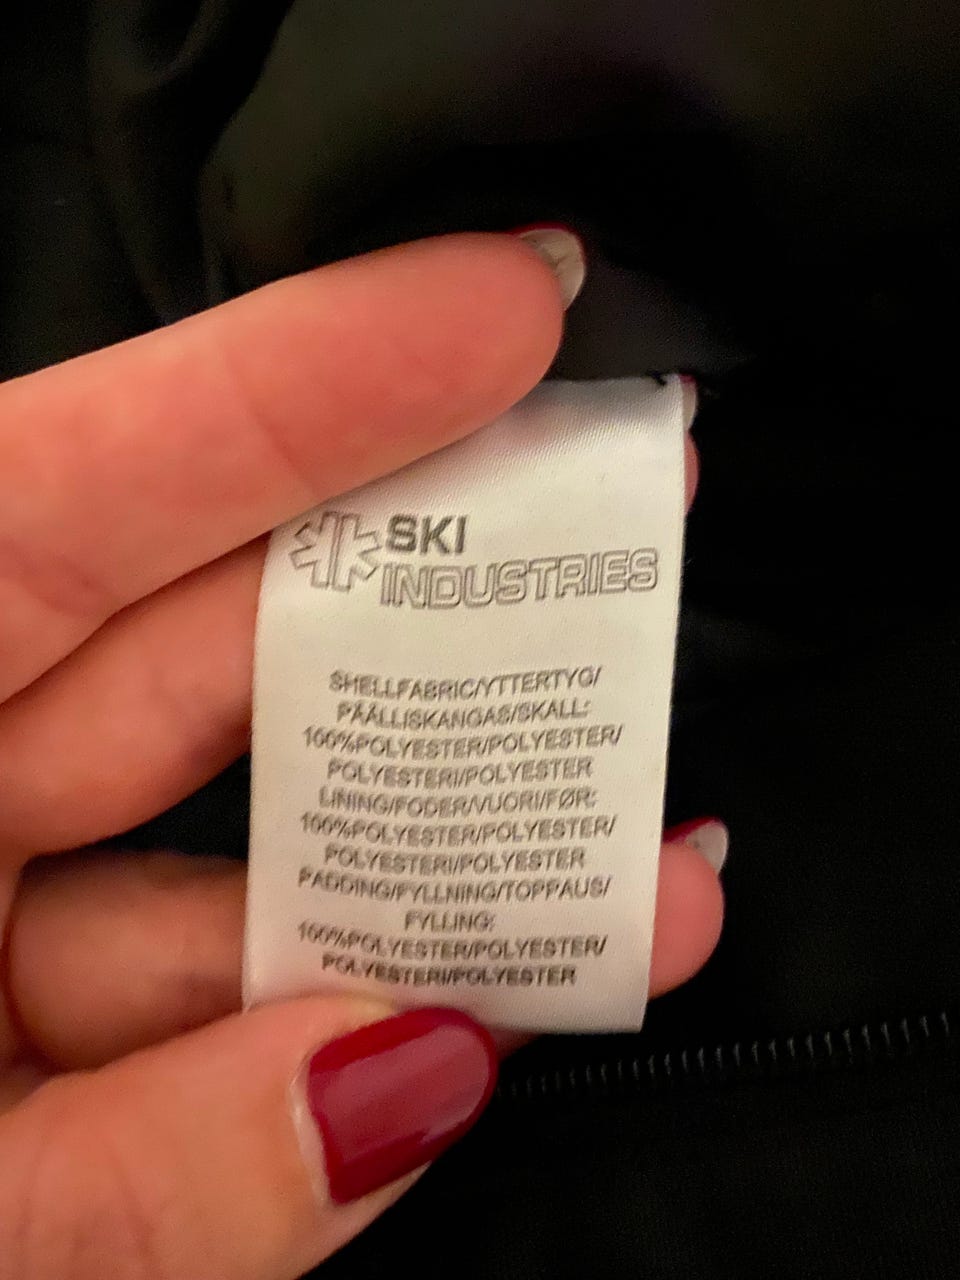 SKI
INDUSTRIES
SHELLFABRIC/YTTERTYG/
PÄÄLLISKANGAS/SKALL:
100%POLYESTER/POLYESTER/
POLYESTERI/POLYESTER
LINING/FODER/VUORI/FØR:
100%POLYESTER/POLYESTER/
POLYESTERI/POLYESTER
PADDING/FYLLNING/TOPPAUS/
FYLLING:
100%POLYESTER/POLYESTER/
POLYESTERI/POLYESTER